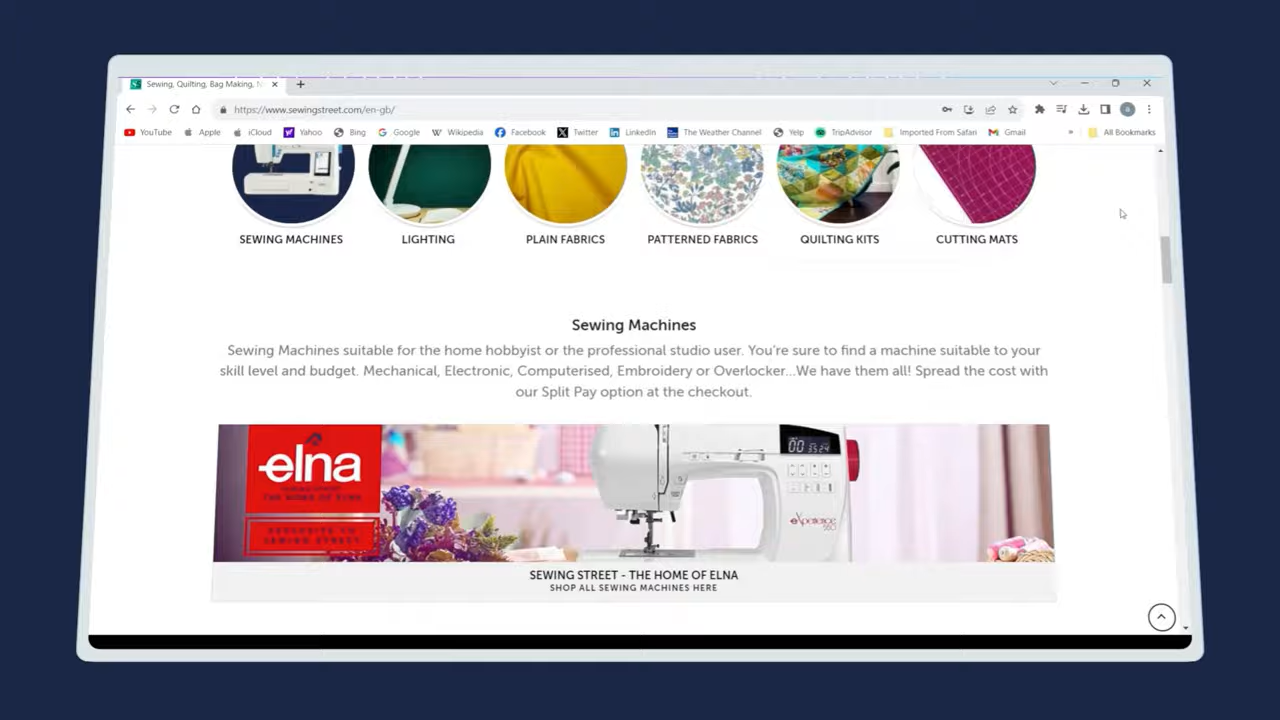 Sewing, Quilting, Bag Making, N
https://www.sewingstreet.com/en-gb/
YouTube Apple iCloud Yahoo Bing Google Wikipedia Facebook Twitter LinkedIn The Weather Channel Yelp TripAdvisor Imported From Safari Gmail » All Bookmarks
SEWING MACHINES LIGHTING PLAIN FABRICS PATTERNED FABRICS QUILTING KITS CUTTING MATS
Sewing Machines
Sewing Machines suitable for the home hobbyist or the professional studio user. You're sure to find a machine suitable to your
skill level and budget. Mechanical, Electronic, Computerised, Embroidery or Overlocker...We have them all! Spread the cost with
our Split Pay option at the checkout.
elna
THE HOME OF ELNA
EXCLUSIVE TO
SEWING STREET
eXperience
SEWING STREET - THE HOME OF ELNA
SHOP ALL SEWING MACHINES HERE